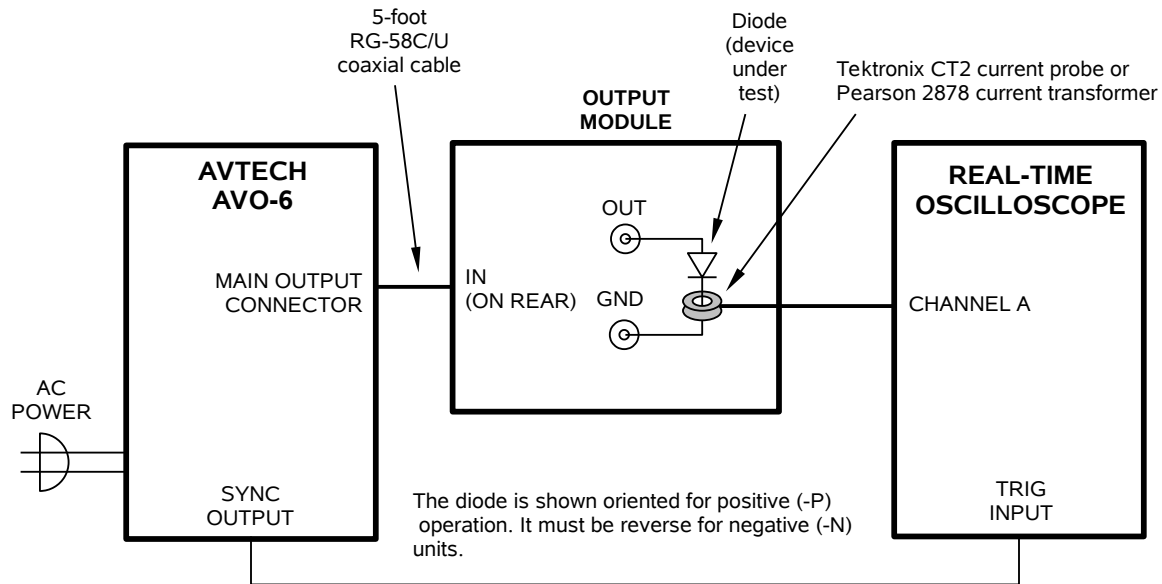 5-foot
RG-58C/U
coaxial cable
Diode
(device
under
test)
Tektronix CT2 current probe or
Pearson 2878 current transformer
OUTPUT
MODULE
AVTECH
AVO-6
REAL-TIME
OSCILLOSCOPE
OUT
MAIN OUTPUT
CONNECTOR
IN
(ON REAR)
GND
CHANNEL A
AC
POWER
SYNC
OUTPUT
The diode is shown oriented for positive (-P)
operation. It must be reverse for negative (-N)
units.
TRIG
INPUT